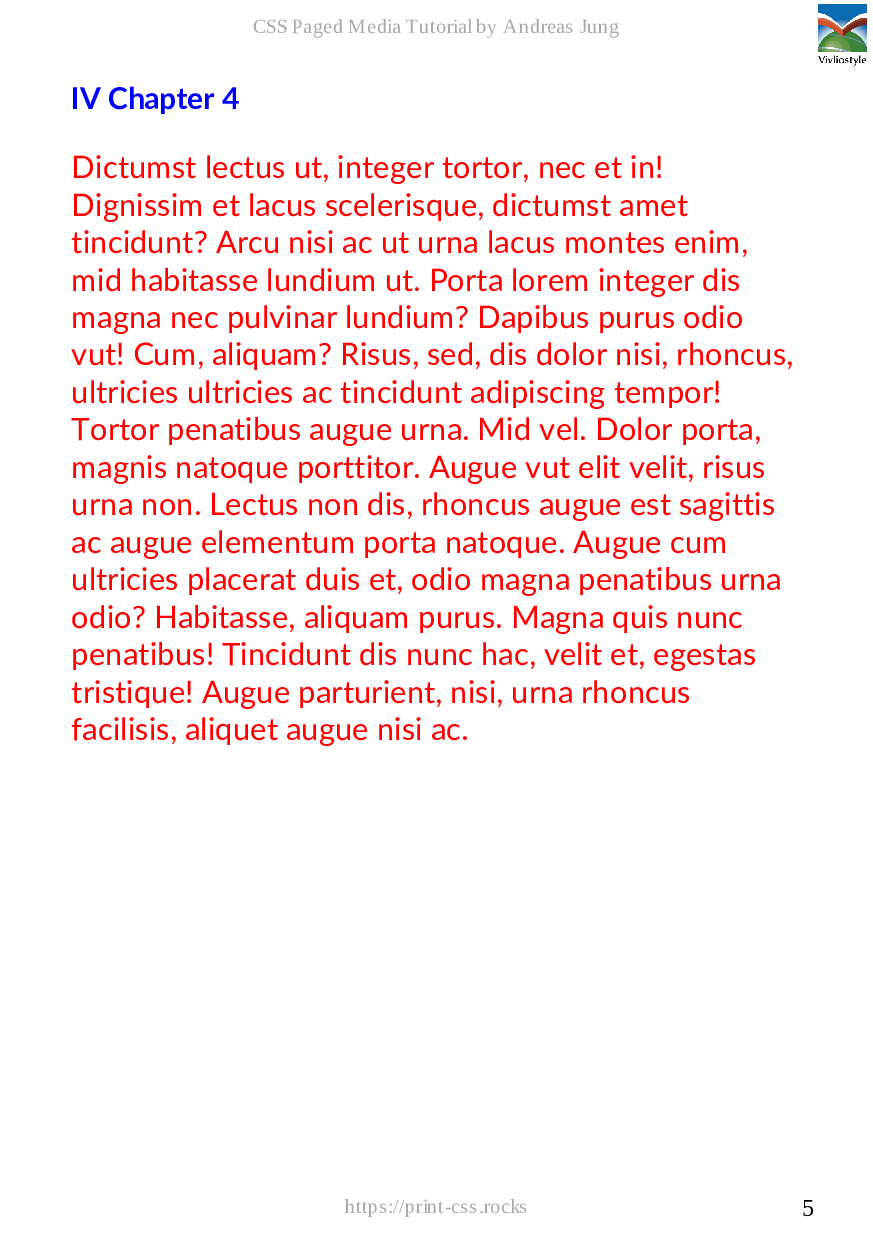 CSS Paged Media Tutorial by Andreas Jung
Vivliostyle
IV Chapter 4
Dictumst lectus ut, integer tortor, nec et in!
Dignissim et lacus scelerisque, dictumst amet
tincidunt? Arcu nisi ac ut urna lacus montes enim,
mid habitasse lundium ut. Porta lorem integer dis
magna nec pulvinar lundium? Dapibus purus odio
vut! Cum, aliquam? Risus, sed, dis dolor nisi, rhoncus,
ultricies ultricies ac tincidunt adipiscing tempor!
Tortor penatibus augue urna. Mid vel. Dolor porta,
magnis natoque porttitor. Augue vut elit velit, risus
urna non. Lectus non dis, rhoncus augue est sagittis
ac augue elementum porta natoque. Augue cum
ultricies placerat duis et, odio magna penatibus urna
odio? Habitasse, aliquam purus. Magna quis nunc
penatibus! Tincidunt dis nunc hac, velit et, egestas
tristique! Augue parturient, nisi, urna rhoncus
facilisis, aliquet augue nisi ac.
https://print-css.rocks
5